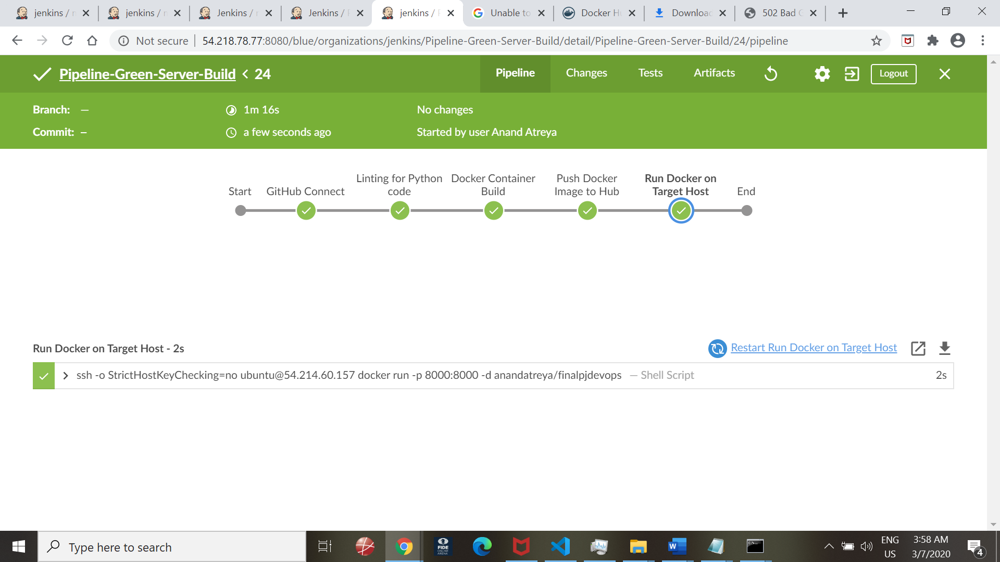 jenkins /
jenkins /
Jenkins /
Jenkins /
jenkins /
Unable to
Docker H
Download
502 Bad G
Not secure
54.218.78.77:8080/blue/organizations/jenkins/Pipeline-Green-Server-Build/detail/Pipeline-Green-Server-Build/24/pipeline
Pipeline-Green-Server-Build < 24
Pipeline
Changes
Tests
Artifacts
Logout
Branch: —
1m 16s
No changes
Commit: –
a few seconds ago
Started by user Anand Atreya
Start
GitHub Connect
Linting for Python
code
Docker Container
Build
Push Docker
Image to Hub
Run Docker on
Target Host
End
Run Docker on Target Host - 2s
Restart Run Docker on Target Host
ssh -o StrictHostKeyChecking=no ubuntu@54.214.60.157 docker run -p 8000:8000 -d anandatreya/finalpjdevops — Shell Script
2s
Type here to search
FIDE
ONLINE
ARENA
ENG
US
3:58 AM
3/7/2020
4